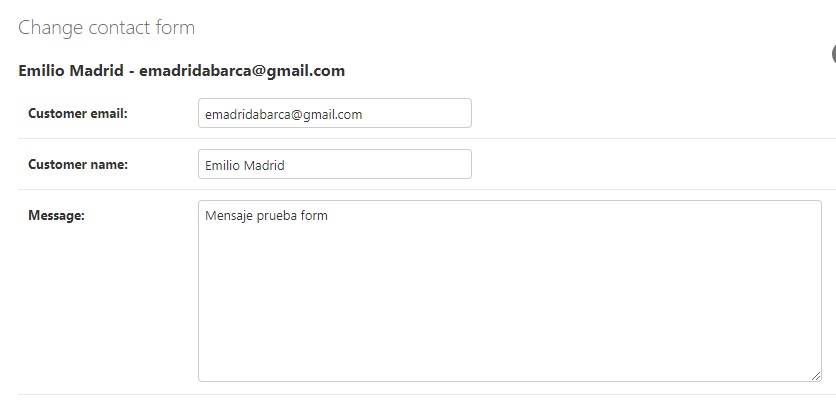 Change contact form
Emilio Madrid - emadridabarca@gmail.com
Customer email:
emadridabarca@gmail.com
Customer name:
Emilio Madrid
Message:
Mensaje prueba form